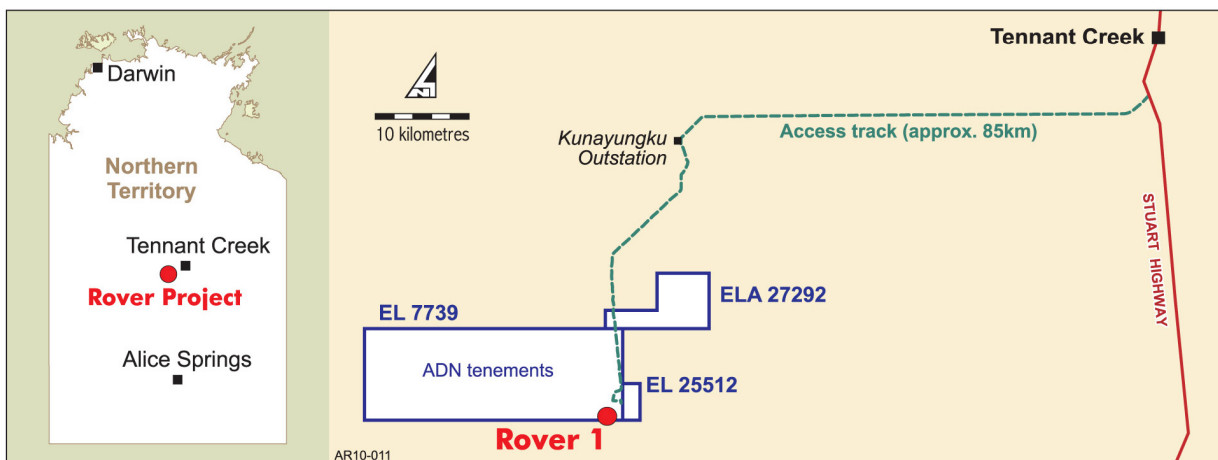 Darwin
Northern
Territory
Tennant Creek
Rover Project
Alice Springs
Tennant Creek
N
10 kilometres
Kunayungku
Outstation
Access track (approx. 85km)
STUART HIGHWAY
ELA 27292
EL 7739
ADN tenements
EL 25512
Rover 1
AR10-011